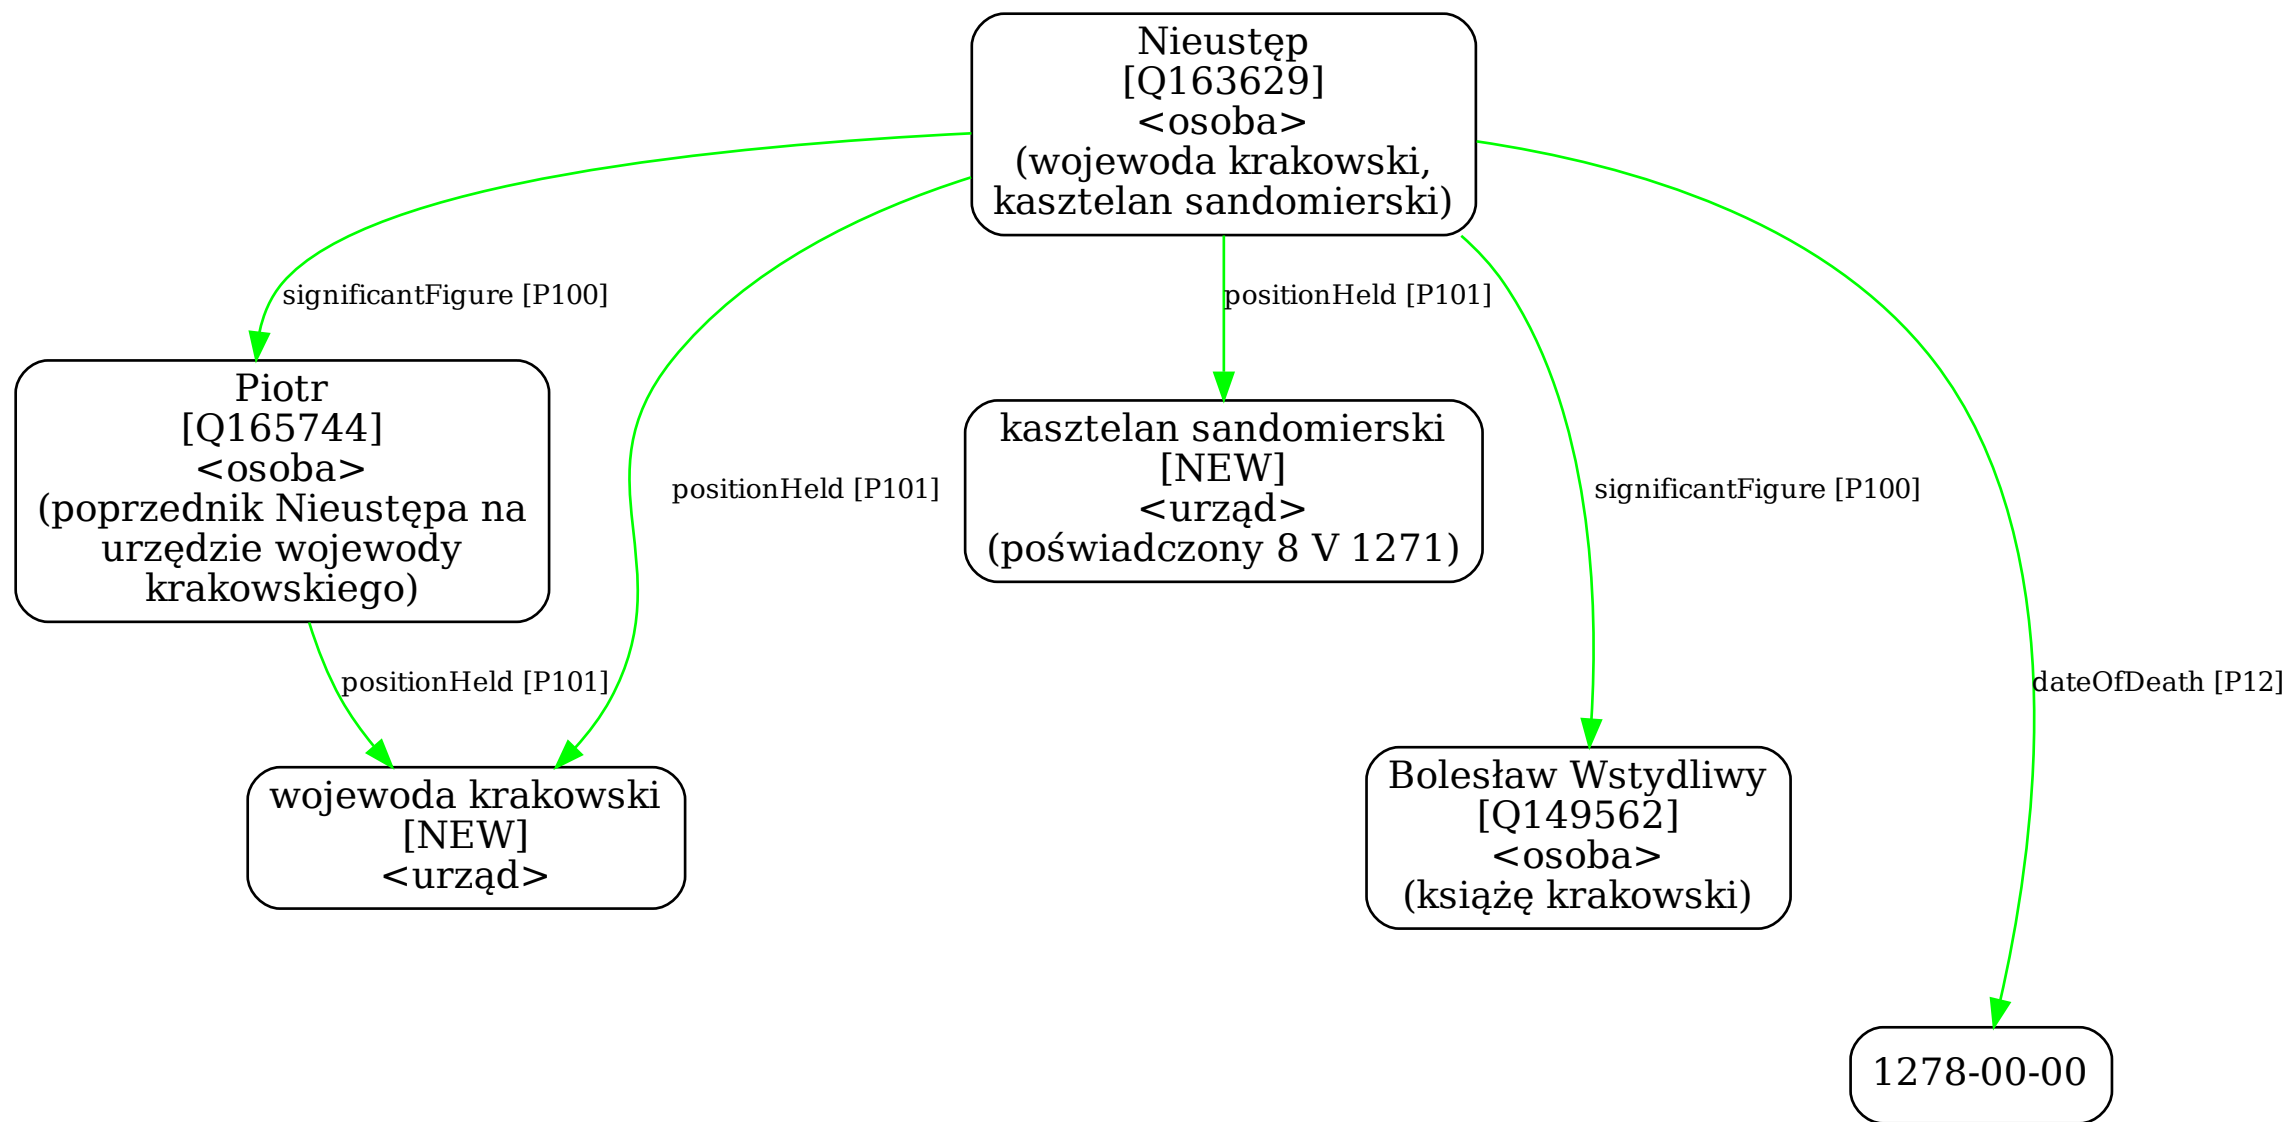 Nieustęp
[Q163629]
<osoba>
(wojewoda krakowski,
kasztelan sandomierski)
significantFigure [P100]
positionHeld [P101]
Piotr
[Q165744]
<osoba>
(poprzednik Nieustępa na
urzędzie wojewody
krakowskiego)
kasztelan sandomierski
[NEW]
<urząd>
(poświadczony 8 V 1271)
positionHeld [P101]
significantFigure [P100]
positionHeld [P101]
dateOfDeath [P12]
wojewoda krakowski
[NEW]
<urząd>
Bolesław Wstydliwy
[Q149562]
<osoba>
(książę krakowski)
1278-00-00